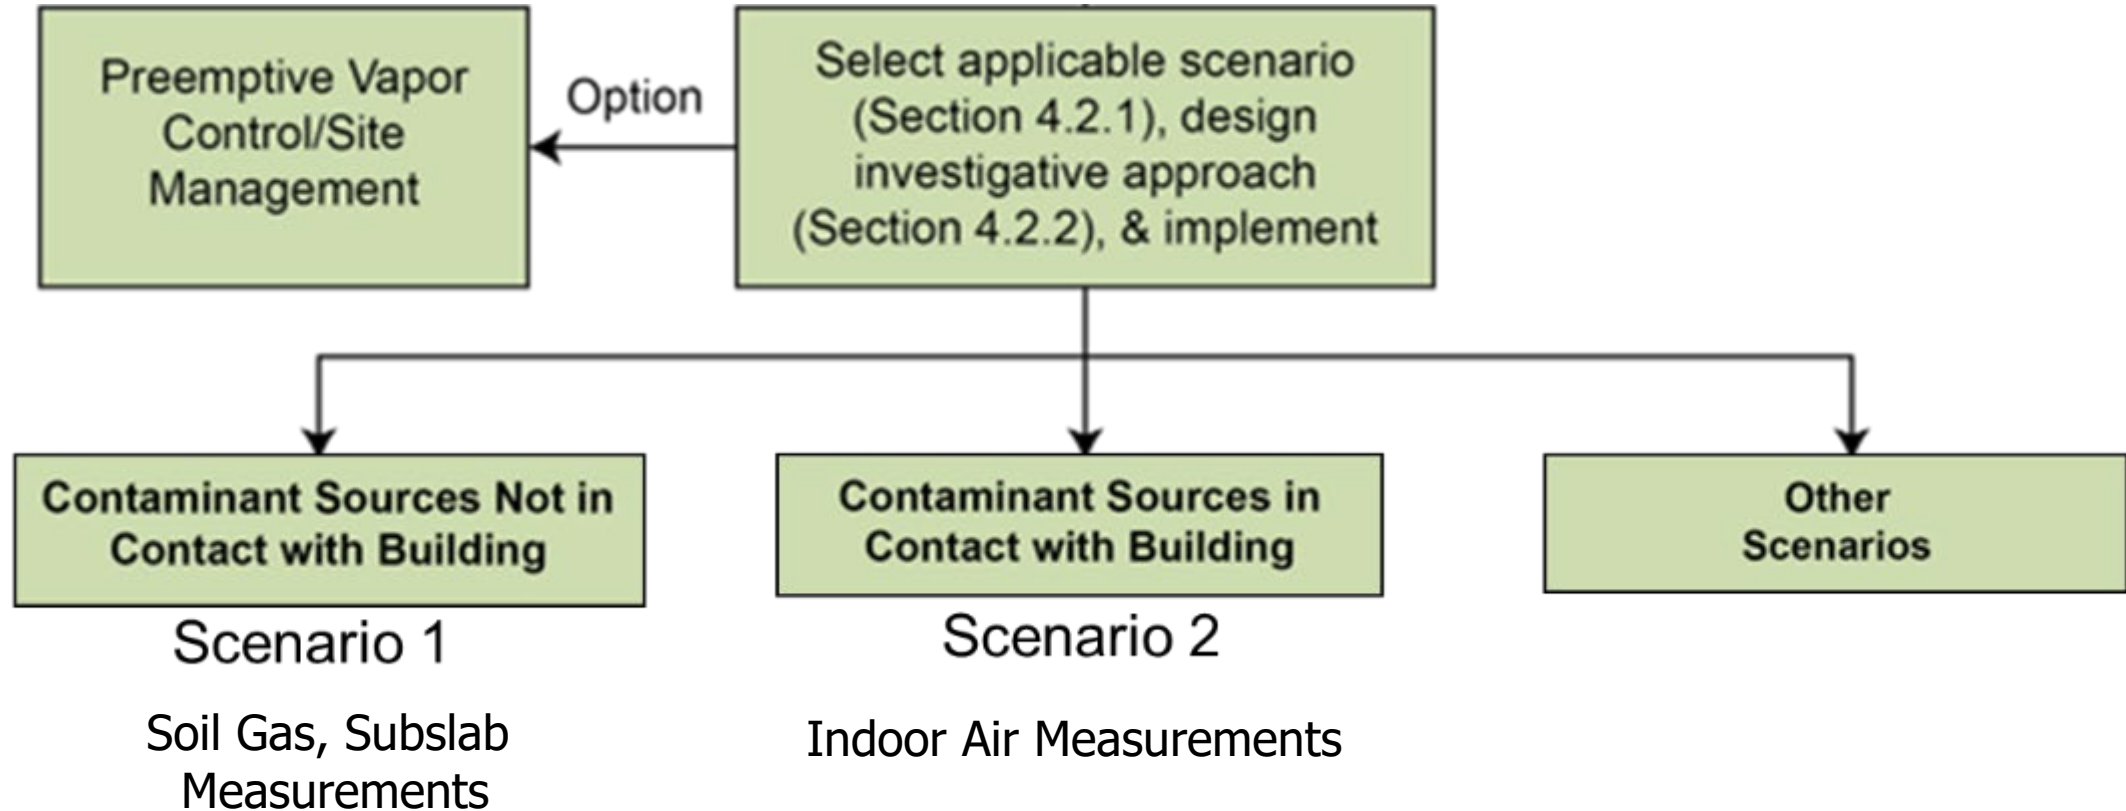 Preemptive Vapor
Control/Site
Management
Option
Select applicable scenario
(Section 4.2.1), design
investigative approach
(Section 4.2.2), & implement
Contaminant Sources Not in
Contact with Building
Scenario 1
Soil Gas, Subslab
Measurements
Contaminant Sources in
Contact with Building
Scenario 2
Indoor Air Measurements
Other
Scenarios